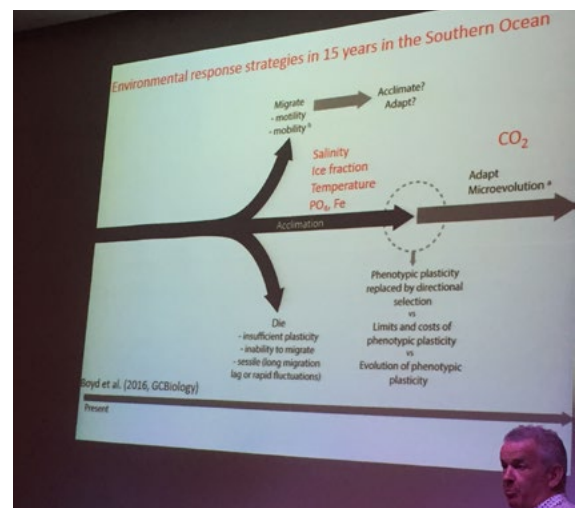 Environmental response strategies in 15 years in the Southern Ocean
Migrate
- motility
- mobility a
Acclimate?
Adapt?
Salinity
Ice fraction
Temperature
PO4, Fe
CO2
Acclimation
Adapt
Microevolution a
Die
- insufficient plasticity
- inability to migrate
- sessile (long migration
lag or rapid fluctuations)
Phenotypic plasticity
replaced by directional
selection
vs
Limits and costs of
phenotypic plasticity
vs
Evolution of phenotypic
plasticity
Boyd et al. (2016, GCBiology)
Present